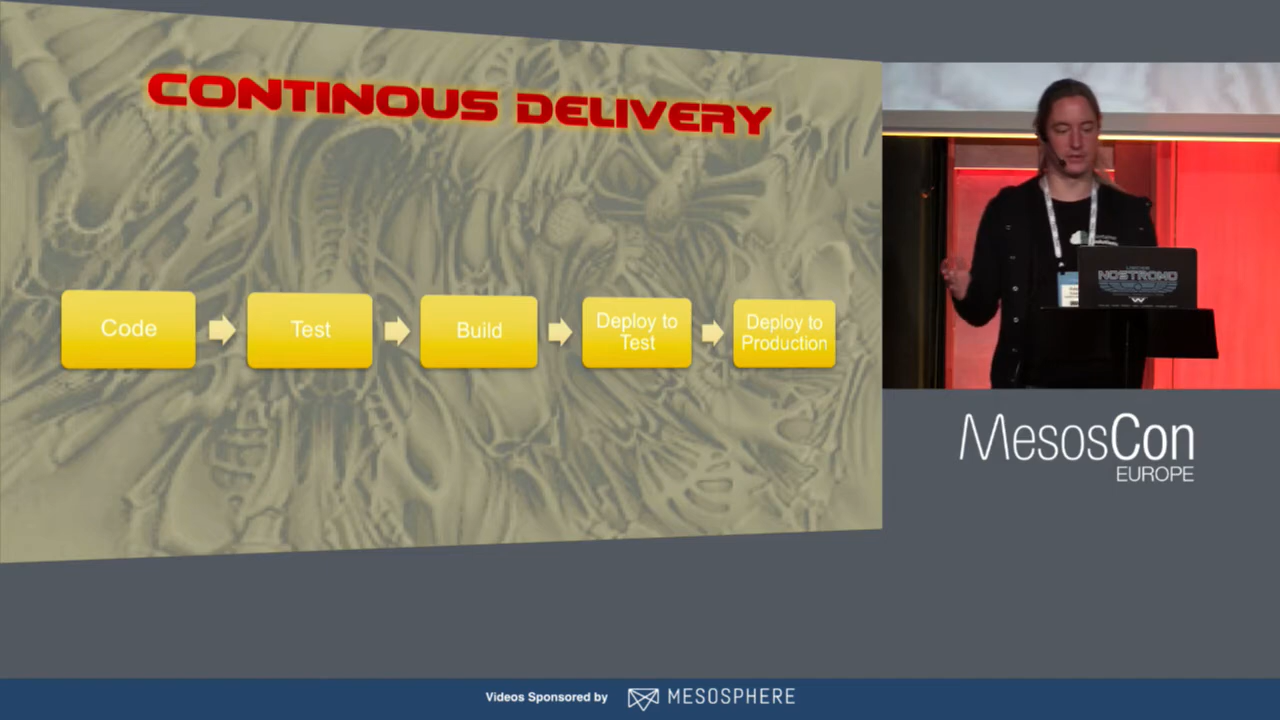 CONTINOUS DELIVERY
Code
Test
Build
Deploy to
Test
Deploy to
Production
NOSTROMO
MesosCon
EUROPE
Videos Sponsored by MESOSPHERE